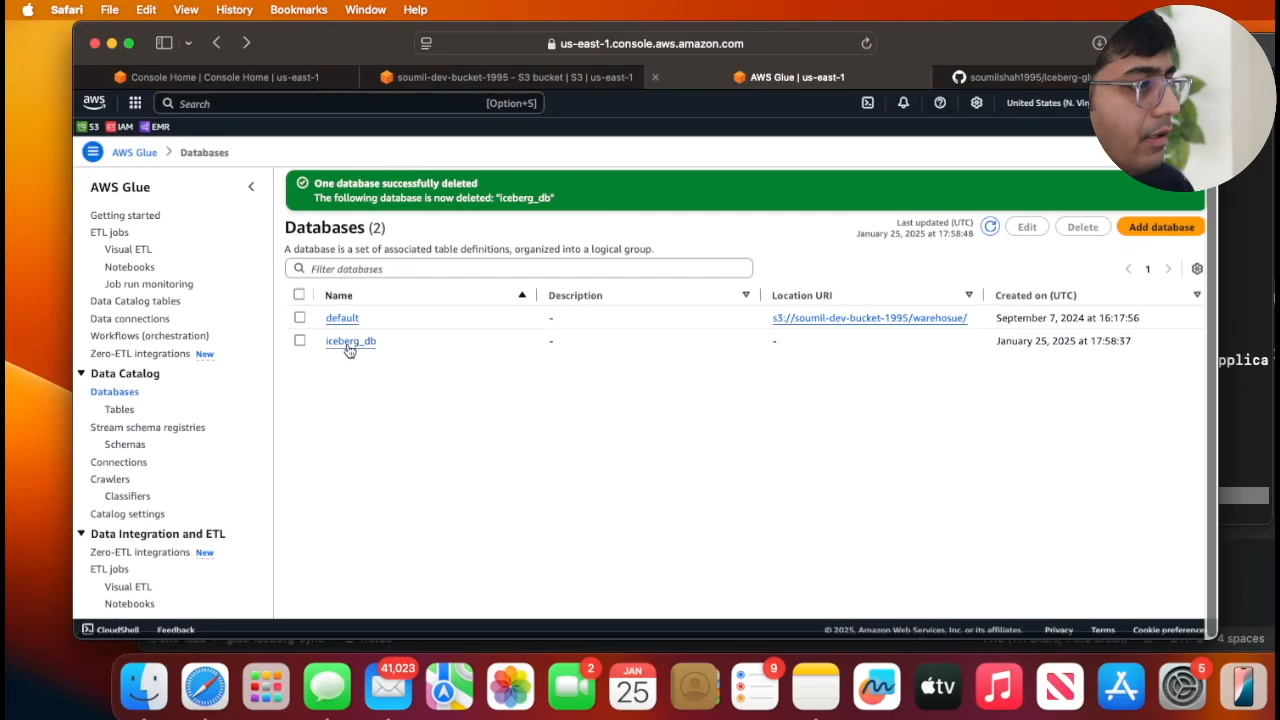 Safari File Edit View History Bookmarks Window Help
us-east-1.console.aws.amazon.com
Console Home | Console Home | us-east-1
soumil-dev-bucket-1995 - S3 bucket | S3 | us-east-1
AWS Glue | us-east-1
soumilshah1995/iceberg-gl
aws Search [Option+S] United States (N. Vir
S3 IAM EMR
AWS Glue > Databases
AWS Glue
Getting started
ETL jobs
Visual ETL
Notebooks
Job run monitoring
Data Catalog tables
Data connections
Workflows (orchestration)
Zero-ETL integrations New
Data Catalog
Databases
Tables
Stream schema registries
Schemas
Connections
Crawlers
Classifiers
Catalog settings
Data Integration and ETL
Zero-ETL integrations New
ETL jobs
Visual ETL
Notebooks
One database successfully deleted
The following database is now deleted: "iceberg_db"
Databases (2)
Last updated (UTC)
January 25, 2025 at 17:58:48
Edit Delete Add database
A database is a set of associated table definitions, organized into a logical group.
Filter databases
1
Name Description Location URI Created on (UTC)
default - s3://soumil-dev-bucket-1995/warehosue/ September 7, 2024 at 16:17:56
iceberg_db - - January 25, 2025 at 17:58:37
pplica
CloudShell Feedback © 2025, Amazon Web Services, Inc. or its affiliates. Privacy Terms Cookie preference
4 spaces
41,023
2
JAN
25
9
tv
5